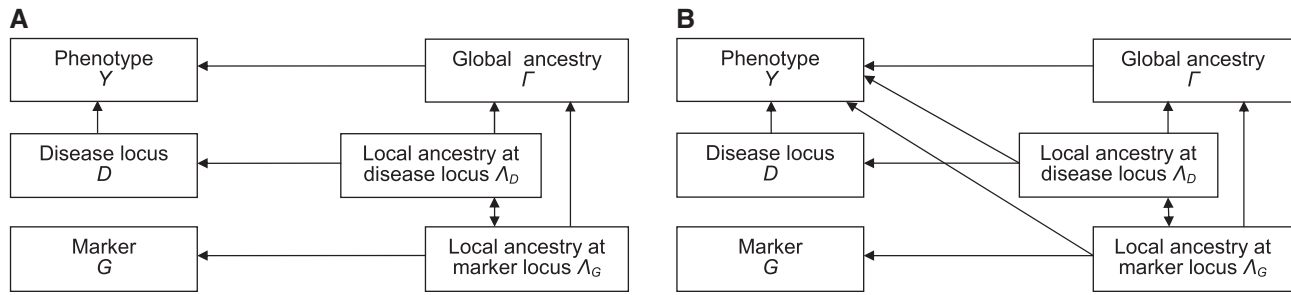 A
Phenotype
Y
Global ancestry
Γ
Disease locus
D
Local ancestry at
disease locus Λ_D
Marker
G
Local ancestry at
marker locus Λ_G
B
Phenotype
Y
Global ancestry
Γ
Disease locus
D
Local ancestry at
disease locus Λ_D
Marker
G
Local ancestry at
marker locus Λ_G